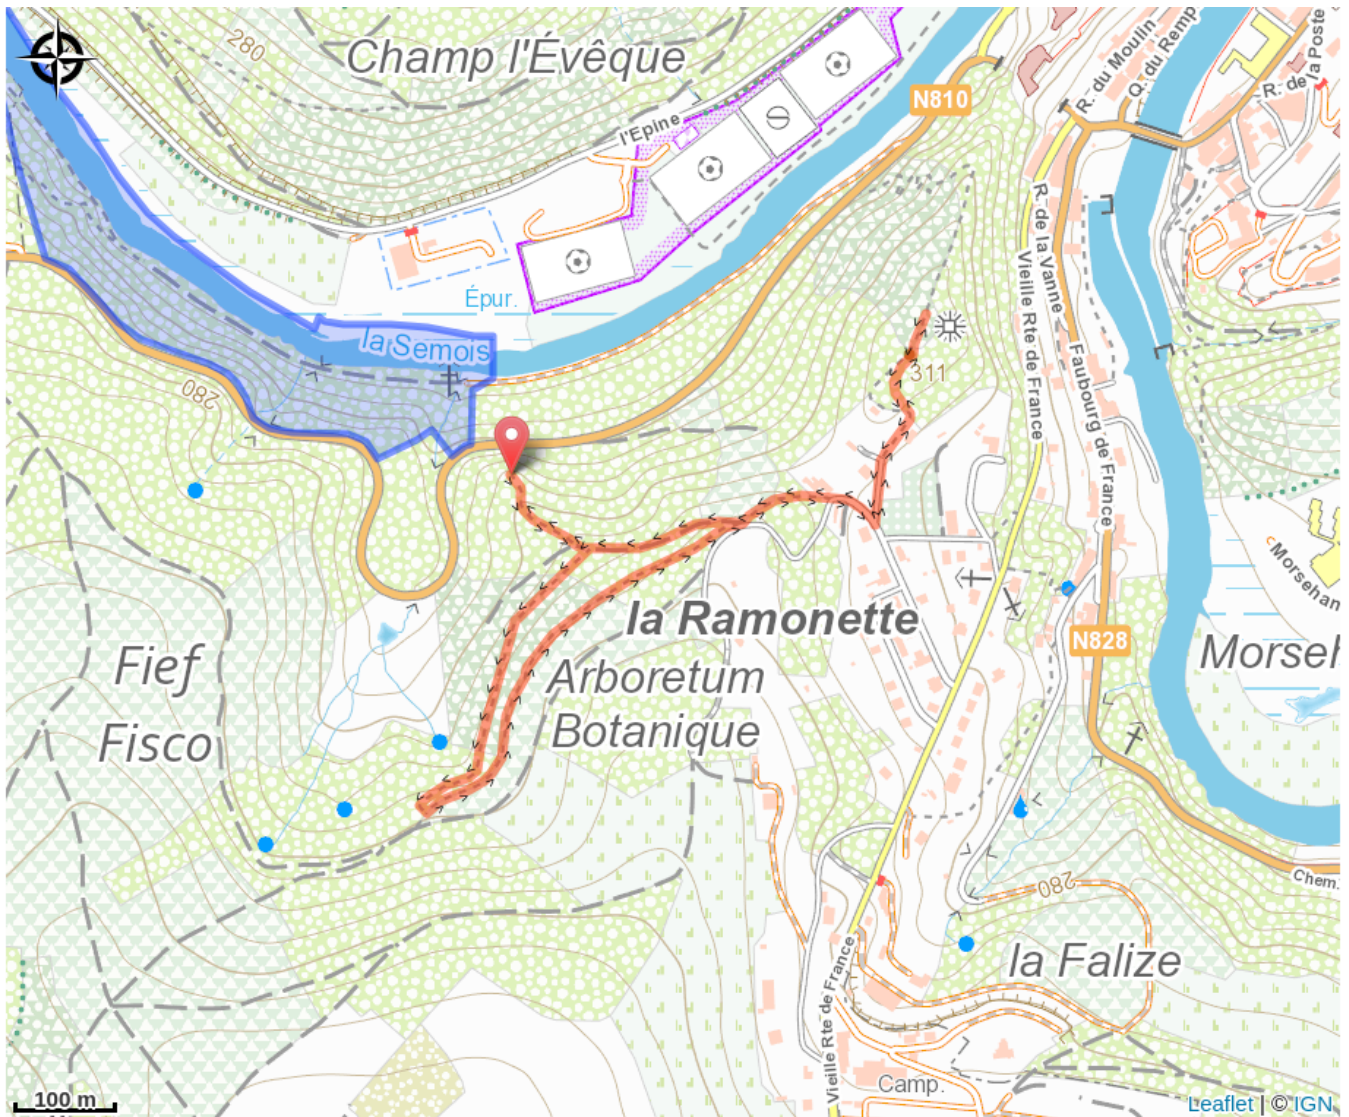 280
Champ l'Évêque
l'Epine
N810
R. du Moulin
Q. du Remp
R. de la Poste
R. de la Vanne
Vieille Rte de France
Épur.
la Semois
280
311
Faubourg de France
la Ramonette
N828
Morsehan
Morseh
Fief
Fisco
Arboretum
Botanique
280
Chem.
la Falize
Vieille Rte de France
Camp.
100 m
Leaflet | © IGN